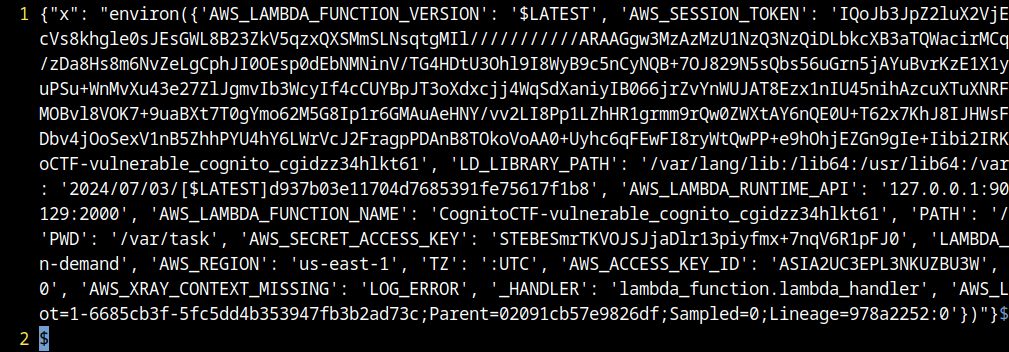 1 {"x": "environ({'AWS_LAMBDA_FUNCTION_VERSION': '$LATEST', 'AWS_SESSION_TOKEN': 'IQoJb3JpZ2luX2VjE
cVs8khgle0sJEsGWL8B23ZkV5qzxQXSMmSLNsqtgMIl///////////ARAAGgw3MzAzMzU1NzQ3NzQiDLbkcXB3aTQWacirMCq
/zDa8Hs8m6NvZeLgCphJI0OEsp0dEbNMNinV/TG4HDtU3Ohl9I8WyB9c5nCyNQB+7OJ829N5sQbs56uGrn5jAYuBvrKzE1X1y
uPSu+WnMvXu43e27ZlJgmvIb3WcyIf4cCUYBpJT3oXdxcjj4WqSdXaniyIB066jrZvYnWUJAT8Ezx1nIU45nihAzcuXTuXNRF
MOBvl8VOK7+9uaBXt7T0gYmo62M5G8Ip1r6GMAuAeHNY/vv2LI8Pp1LZhHR1grmm9rQw0ZWXtAY6nQE0U+T62x7KhJ8IJHWsF
Dbv4jOoSexV1nB5ZhhPYU4hY6LWrVcJ2FragpPDAnB8TOkoVoAA0+Uyhc6qFEwFI8ryWtQwPP+e9hOhjEZGn9gIe+Iibi2IRK
oCTF-vulnerable_cognito_cgidzz34hlkt61', 'LD_LIBRARY_PATH': '/var/lang/lib:/lib64:/usr/lib64:/var
: '2024/07/03/[$LATEST]d937b03e11704d7685391fe75617f1b8', 'AWS_LAMBDA_RUNTIME_API': '127.0.0.1:90
129:2000', 'AWS_LAMBDA_FUNCTION_NAME': 'CognitoCTF-vulnerable_cognito_cgidzz34hlkt61', 'PATH': '/
'PWD': '/var/task', 'AWS_SECRET_ACCESS_KEY': 'STEBESmrTKVOJSJjaDlr13piyfmx+7nqV6R1pFJ0', 'LAMBDA_
n-demand', 'AWS_REGION': 'us-east-1', 'TZ': ':UTC', 'AWS_ACCESS_KEY_ID': 'ASIA2UC3EPL3NKUZBU3W',
0', 'AWS_XRAY_CONTEXT_MISSING': 'LOG_ERROR', '_HANDLER': 'lambda_function.lambda_handler', 'AWS_L
ot=1-6685cb3f-5fc5dd4b353947fb3b2ad73c;Parent=02091cb57e9826df;Sampled=0;Lineage=978a2252:0'})"}$
2 $